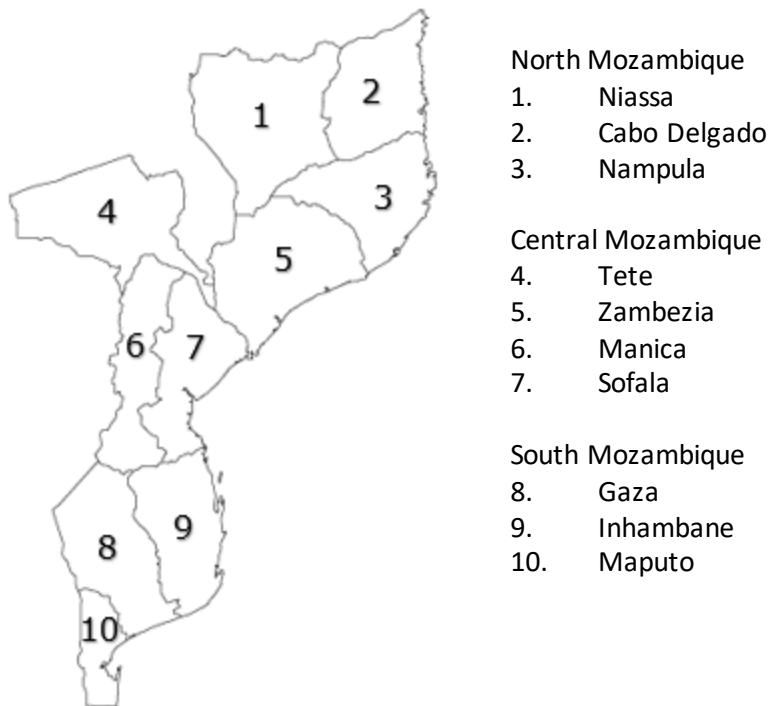 North Mozambique
1. Niassa
2. Cabo Delgado
3. Nampula
Central Mozambique
4. Tete
5. Zambezia
6. Manica
7. Sofala
South Mozambique
8. Gaza
9. Inhambane
10. Maputo
1
2
3
4
5
6
7
8
9
10